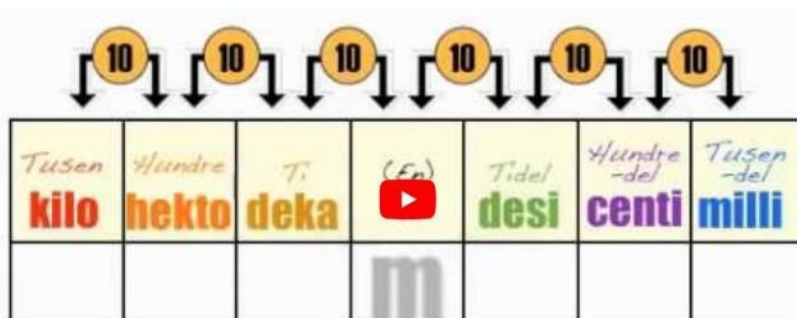 10 10 10 10 10 10
Tusen Hundre Ti (En) Tidel Hundre Tusen
-del -del
kilo hekto deka desi centi milli
m